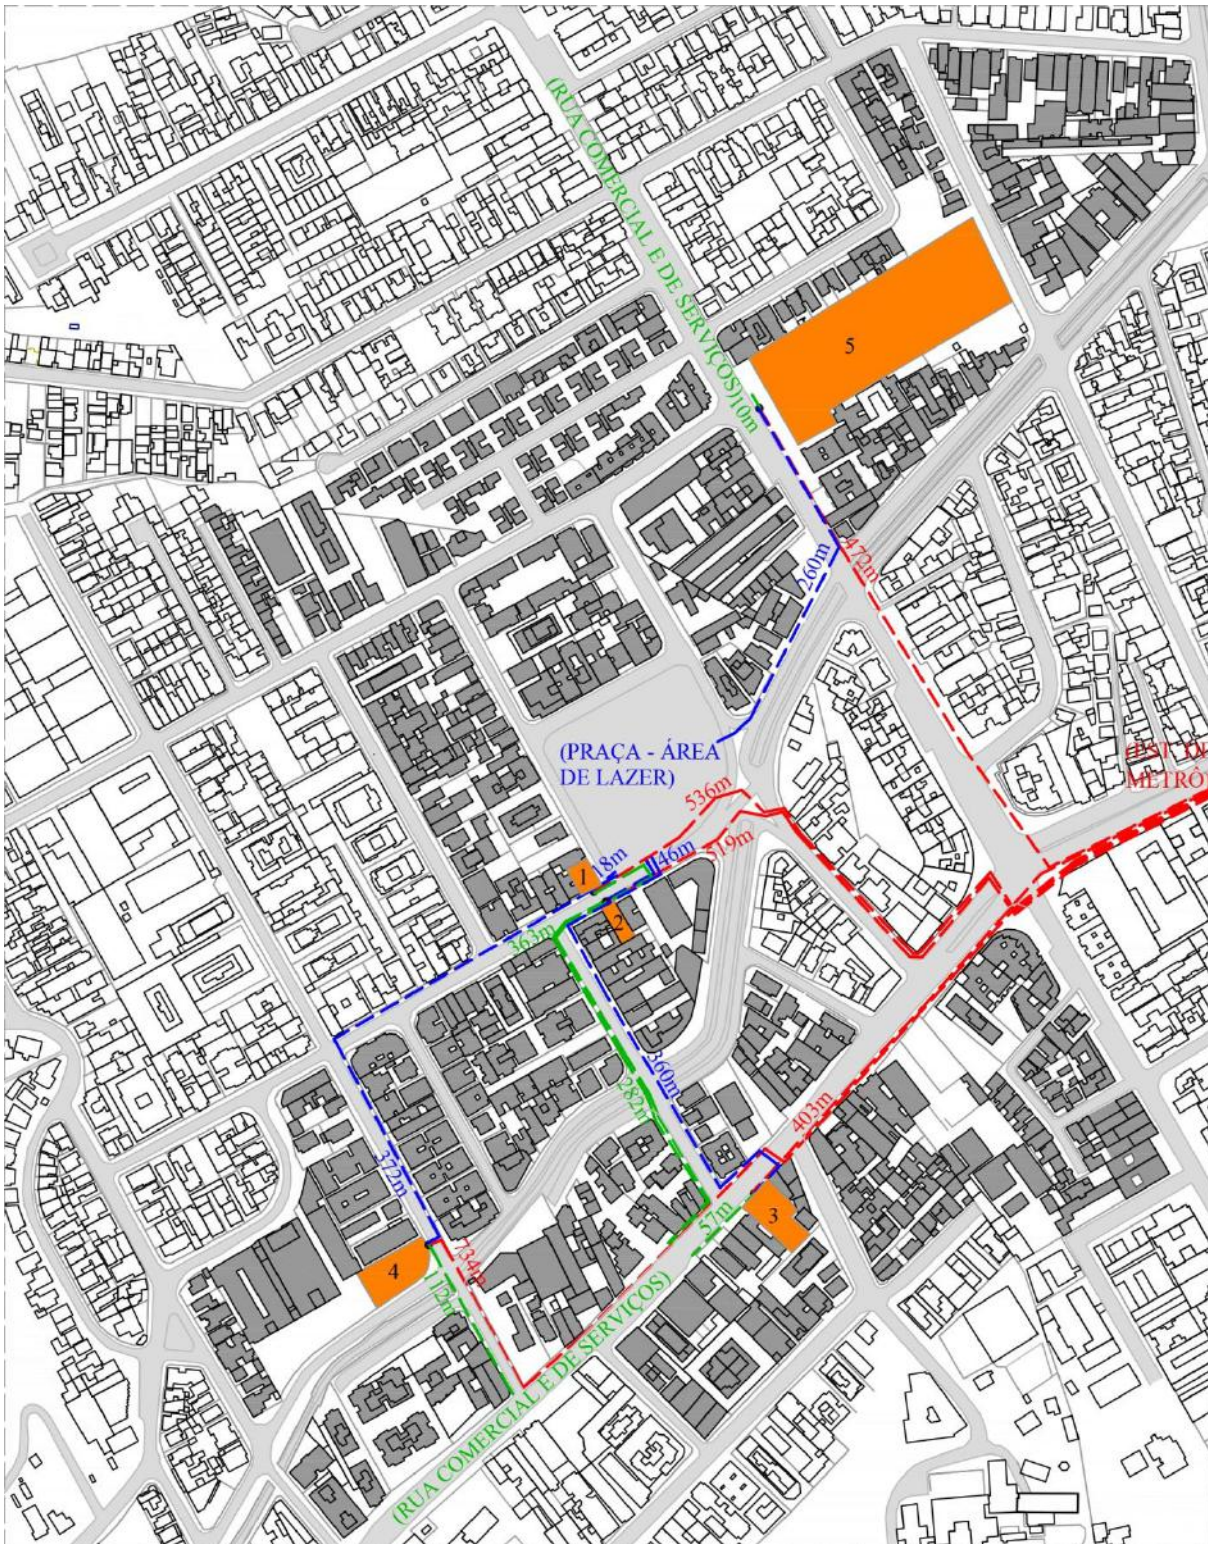 (RUA COMERCIAL E DE SERVIÇOS)
10m
5
472m
260m
(PRAÇA - ÁREA
DE LAZER)
METRÔ
536m
519m
18m
46m
1
2
363m
360m
282m
403m
372m
57m
3
734m
4
112m
(RUA COMERCIAL E DE SERVIÇOS)